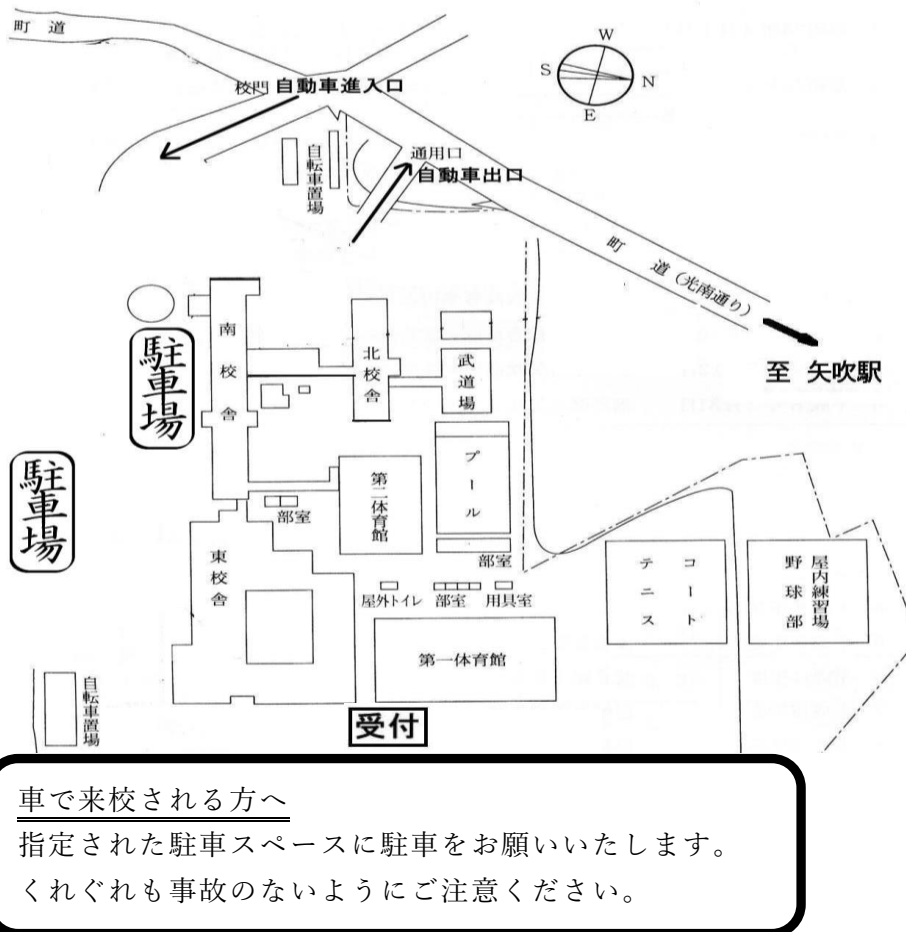 町道
W
S
N
E
校門 自動車進入口
自転車置場
通用口
自動車出口
町道(光南通り)
至 矢吹駅
南校舎
北校舎
武道場
駐車場
駐車場
プール
第二体育館
部室
部室
東校舎
屋外トイレ 部室 用具室
テニス
コート
野球部
屋内練習場
第一体育館
自転車置場
受付
車で来校される方へ
指定された駐車スペースに駐車をお願いいたします。
くれぐれも事故のないようにご注意ください。